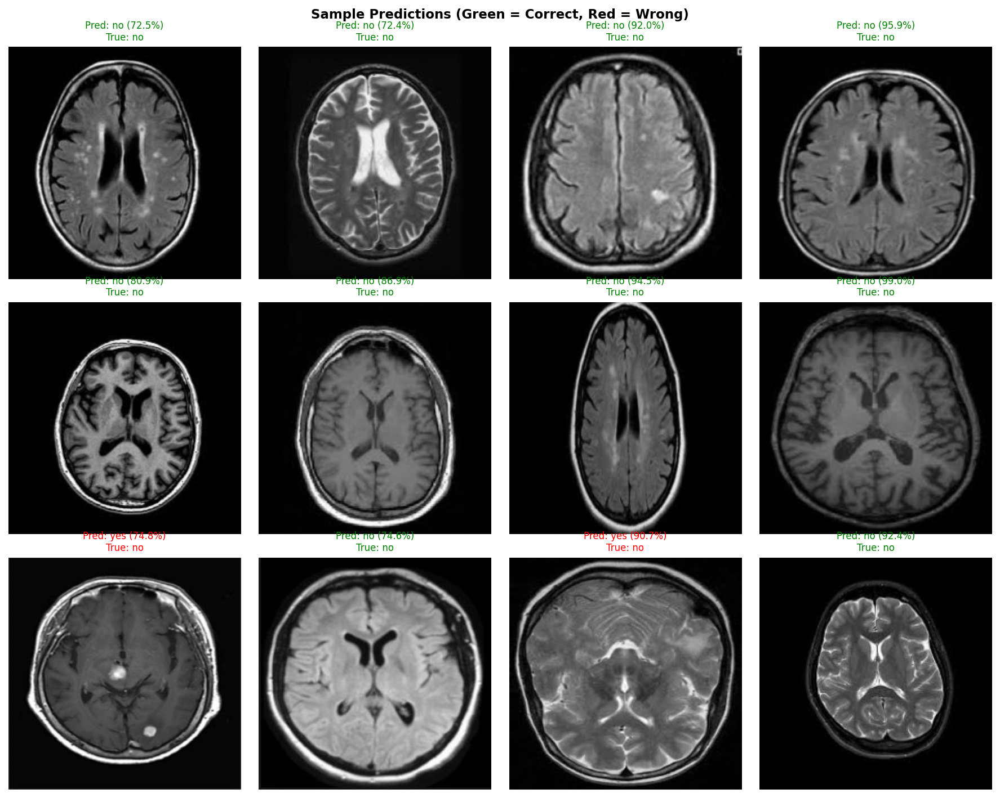 Sample Predictions (Green = Correct, Red = Wrong)
Pred: no (72.5%)
True: no
Pred: no (72.4%)
True: no
Pred: no (92.0%)
True: no
Pred: no (95.9%)
True: no
Pred: no (80.9%)
True: no
Pred: no (86.9%)
True: no
Pred: no (94.5%)
True: no
Pred: no (99.0%)
True: no
Pred: yes (74.8%)
True: no
Pred: no (74.6%)
True: no
Pred: yes (90.7%)
True: no
Pred: no (92.4%)
True: no